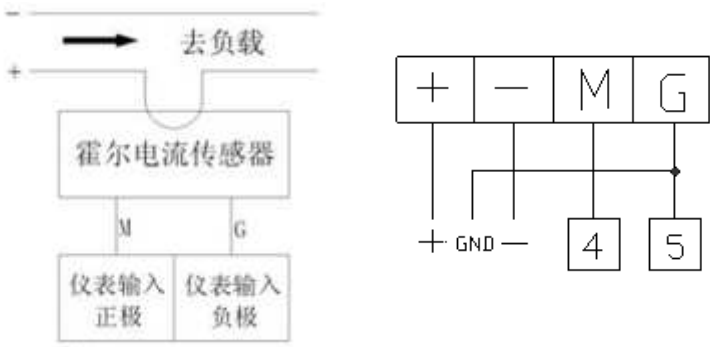 −
去负载
+
霍尔电流传感器
M G
仪表输入 仪表输入
正极 负极
+ − M G
+ GND − 4 5